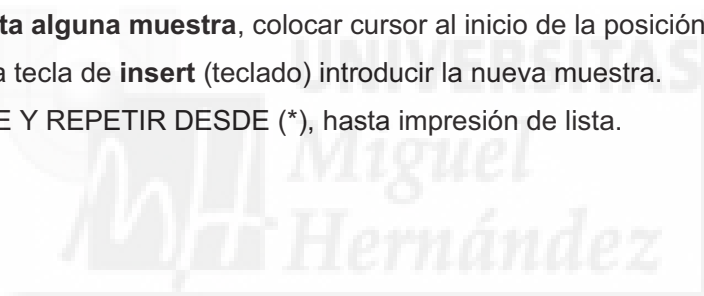 ta alguna muestra, colocar cursor al inicio de la posición
a tecla de insert (teclado) introducir la nueva muestra.
E Y REPETIR DESDE (*), hasta impresión de lista.
UNIVERSITAS
Miguel
Hernández